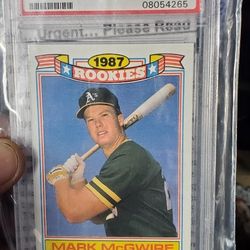 08054265
Urgent... Please Read
1987
ROOKIES
A's
MARK McGWIRE